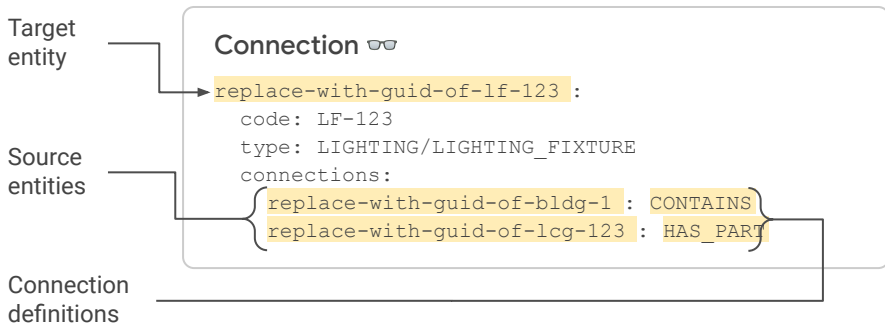 Target
entity
Connection 👓
replace-with-guid-of-lf-123 :
code: LF-123
type: LIGHTING/LIGHTING_FIXTURE
connections:
Source
entities
replace-with-guid-of-bldg-1 : CONTAINS
replace-with-guid-of-lcg-123 : HAS_PART
Connection
definitions